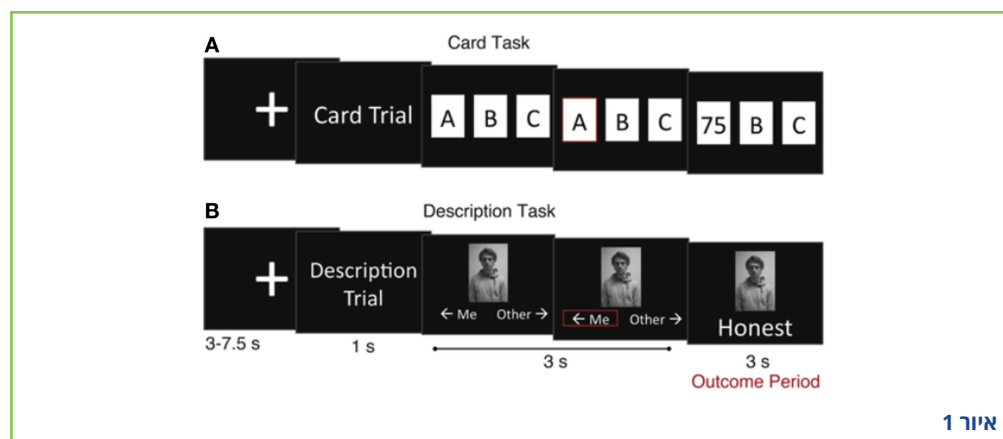 A
Card Task
Card Trial
A B C
A B C
75 B C
B
Description Task
Description
Trial
← Me Other →
← Me Other →
Honest
3-7.5 s
1 s
3 s
3 s
Outcome Period
איור 1